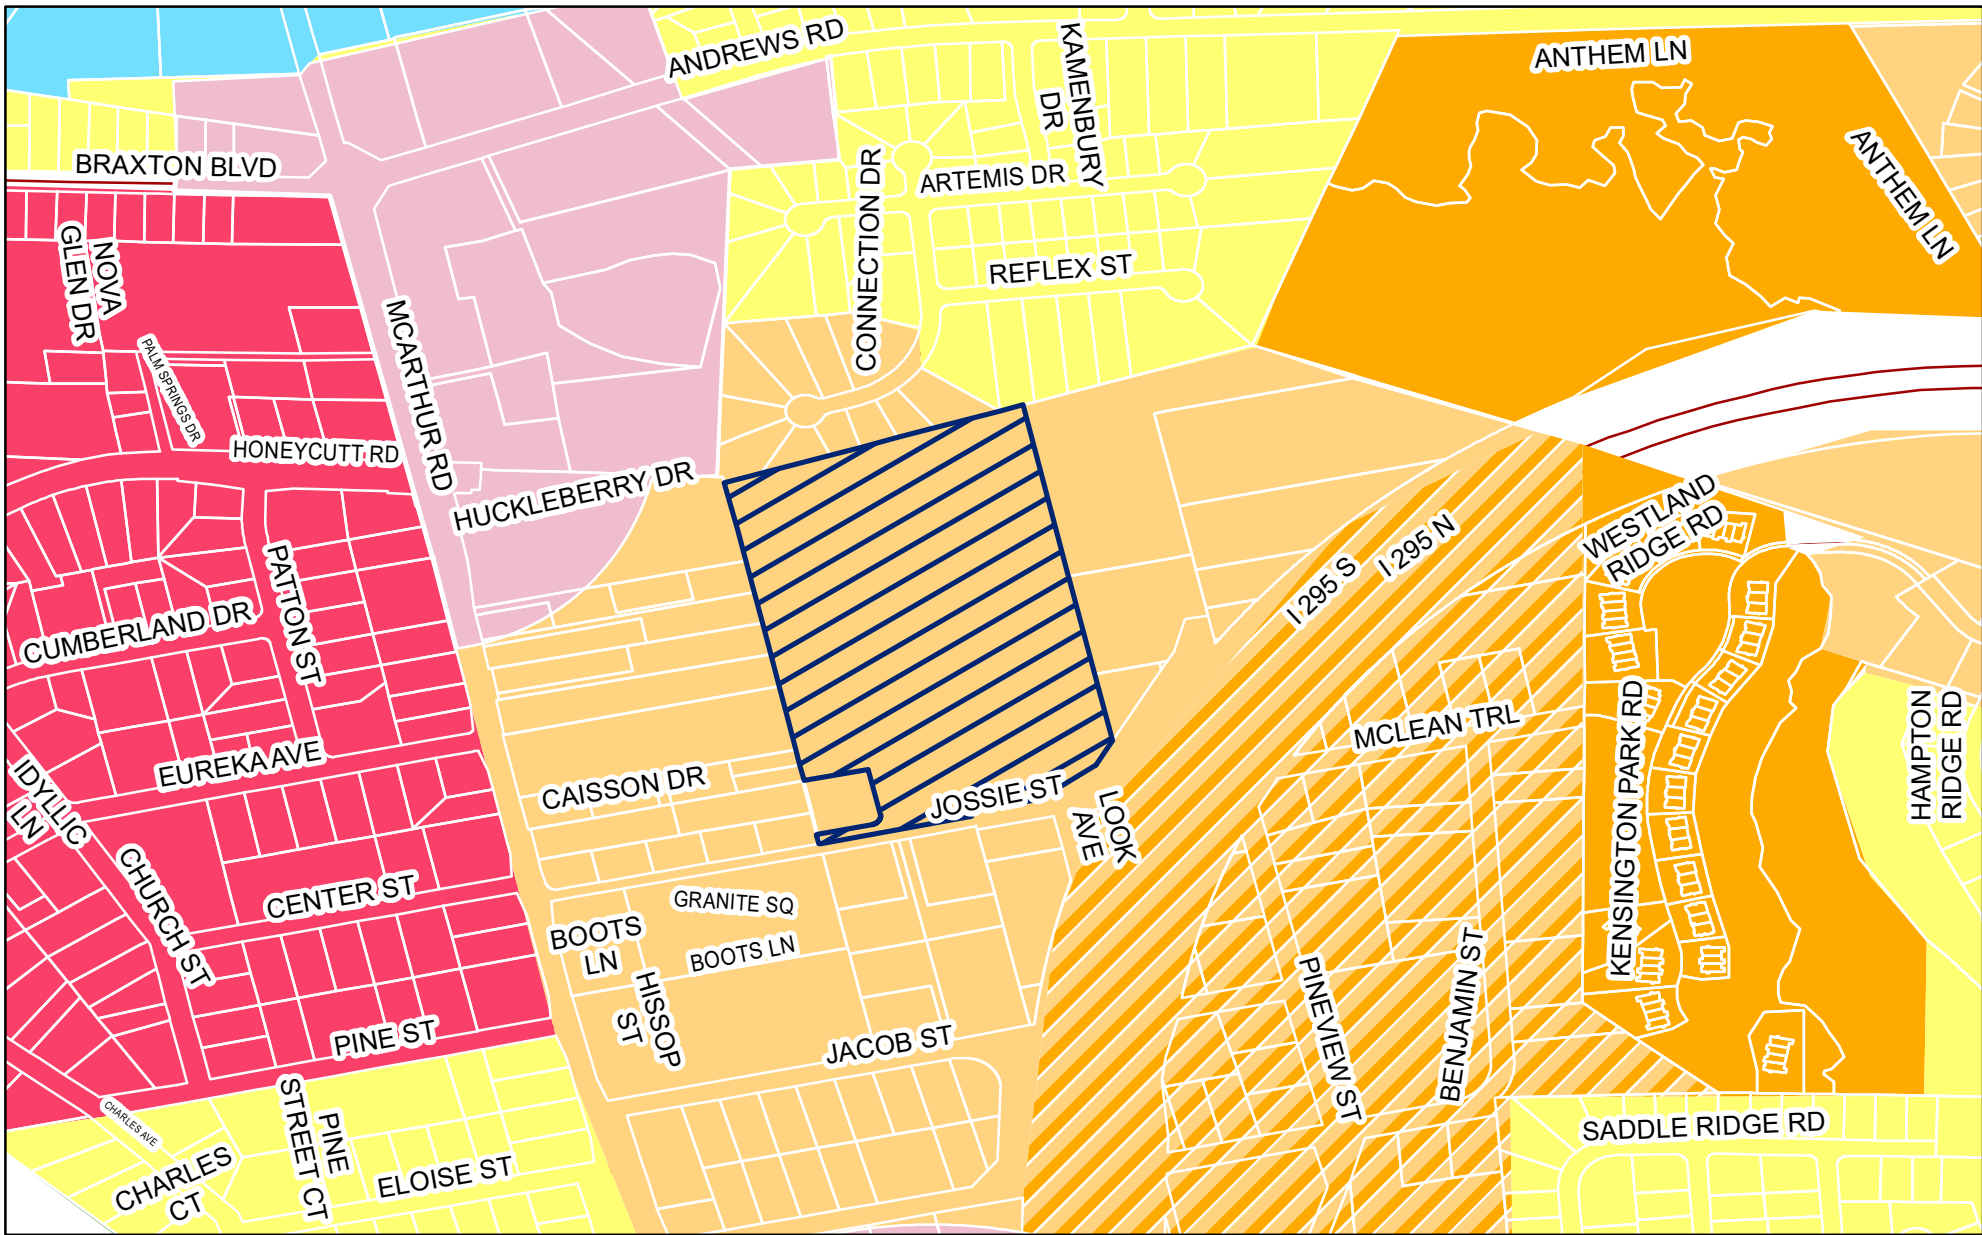 ANDREWS RD
KAMENBURY
DR
ANTHEM LN
BRAXTON BLVD
ARTEMIS DR
ANTHEM LN
CONNECTION DR
NOVA
GLEN DR
REFLEX ST
MCARTHUR RD
PALM SPRINGS DR
HONEYCUTT RD
HUCKLEBERRY DR
WESTLAND
RIDGE RD
I 295 N
I 295 S
PATTON ST
CUMBERLAND DR
MCLEAN TRL
KENSINGTON PARK RD
HAMPTON
RIDGE RD
EUREKA AVE
IDYLLIC
LN
CAISSON DR
JOSSIE ST
LOOK
AVE
CHURCH ST
CENTER ST
GRANITE SQ
BOOTS
LN
BOOTS LN
HISSOP
ST
PINEVIEW ST
BENJAMIN ST
PINE ST
JACOB ST
CHARLES AVE
PINE
STREET CT
SADDLE RIDGE RD
CHARLES
CT
ELOISE ST